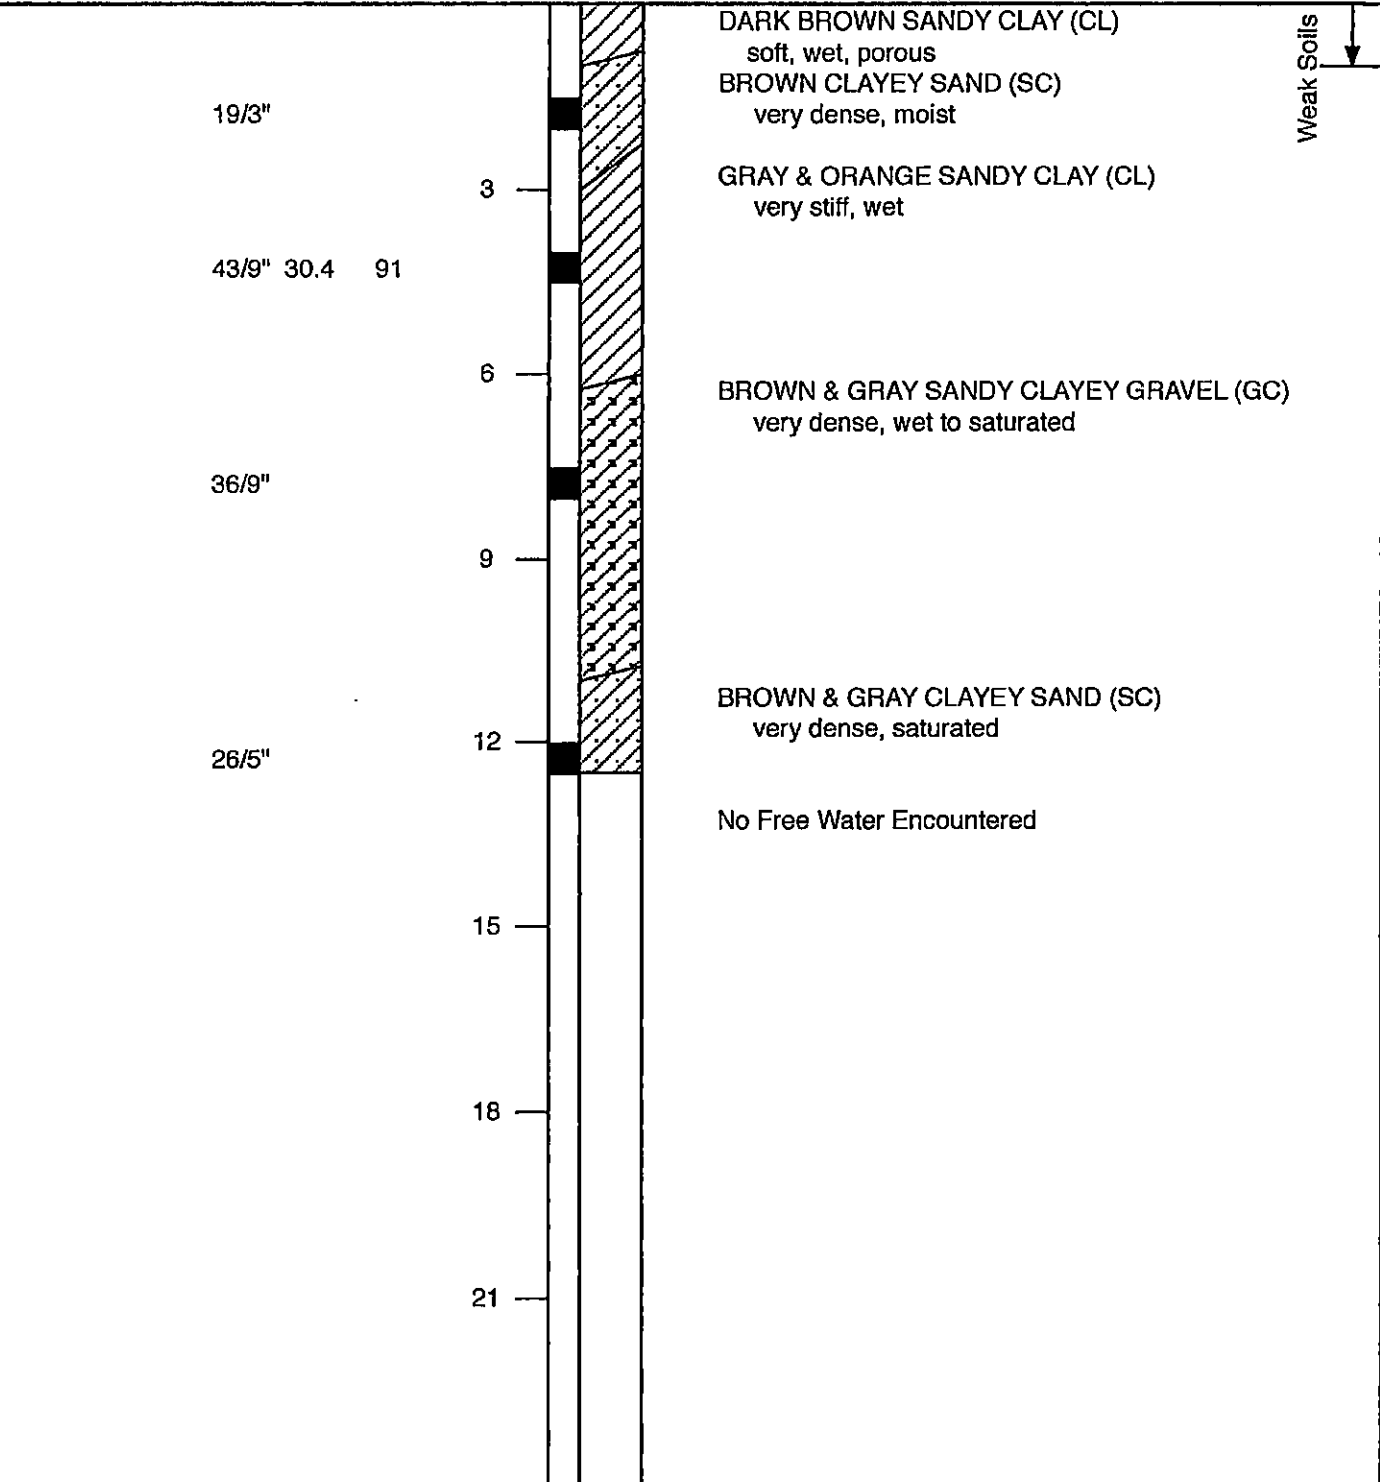 DARK BROWN SANDY CLAY (CL)
soft, wet, porous
Weak Soils
BROWN CLAYEY SAND (SC)
19/3" very dense, moist
3 GRAY & ORANGE SANDY CLAY (CL)
very stiff, wet
43/9" 30.4 91
6
BROWN & GRAY SANDY CLAYEY GRAVEL (GC)
very dense, wet to saturated
36/9"
9
BROWN & GRAY CLAYEY SAND (SC)
very dense, saturated
12
26/5"
No Free Water Encountered
15
18
21